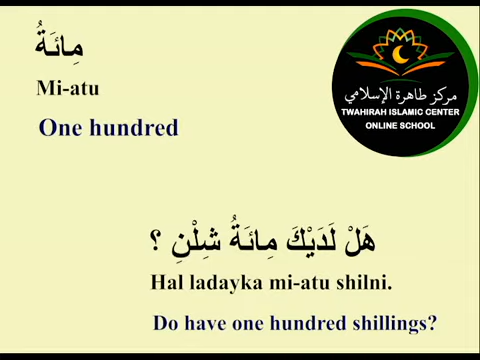 مِائَةُ
Mi-atu
One hundred
مركز طاهرة الإسلامي
TWAHIRAH ISLAMIC CENTER
ONLINE SCHOOL
هَلْ لَدَيْكَ مِائَةُ شِلْنِ ؟
Hal ladayka mi-atu shilni.
Do have one hundred shillings?